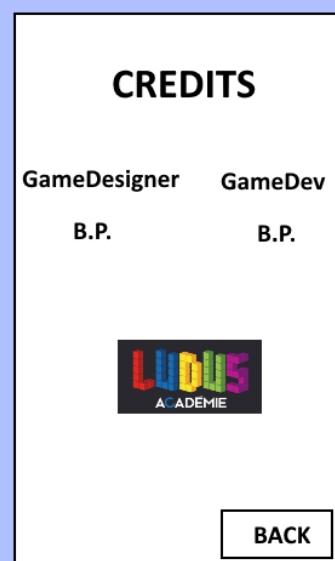 CREDITS
GameDesigner GameDev
B.P. B.P.
LUDUS
ACADÉMIE
BACK